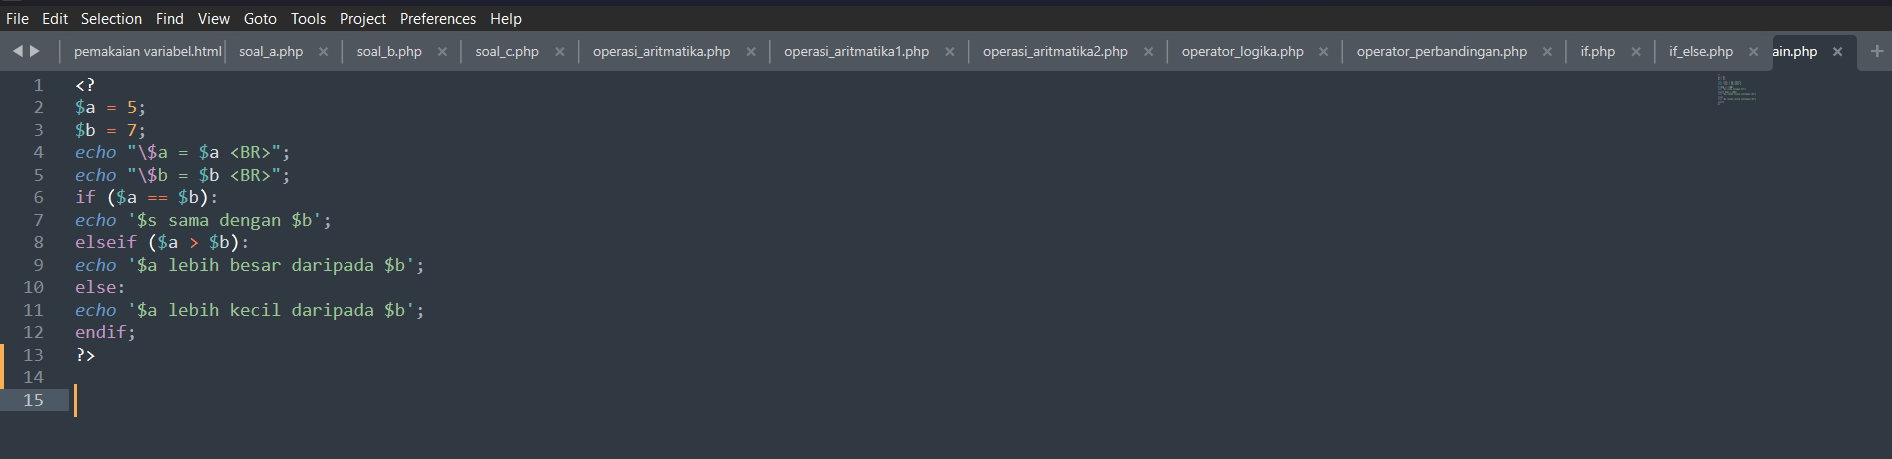 File Edit Selection Find View Goto Tools Project Preferences Help
pemakaian variabel.html soal_a.php soal_b.php soal_c.php operasi_aritmatika.php operasi_aritmatika1.php operasi_aritmatika2.php operator_logika.php operator_perbandingan.php if.php if_else.php ain.php
1 <?
2 $a = 5;
3 $b = 7;
4 echo "\$a = $a <BR>";
5 echo "\$b = $b <BR>";
6 if ($a == $b):
7 echo '$s sama dengan $b';
8 elseif ($a > $b):
9 echo '$a lebih besar daripada $b';
10 else:
11 echo '$a lebih kecil daripada $b';
12 endif;
13 ?>
14
15